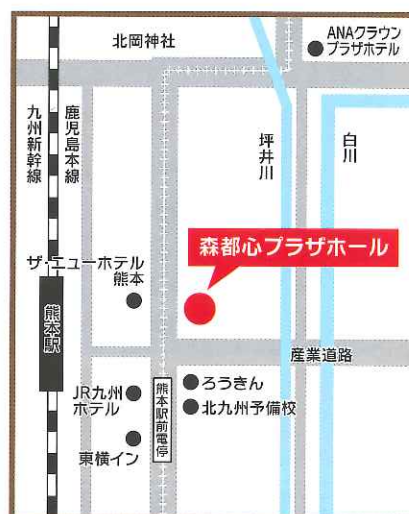 北岡神社
ANAクラウン
プラザホテル
九州新幹線
鹿児島本線
坪井川
白川
森都心プラザホール
ザ・ニューホテル
熊本
熊本駅
産業道路
JR九州
ホテル
熊本駅前電停
ろうきん
北九州予備校
東横イン